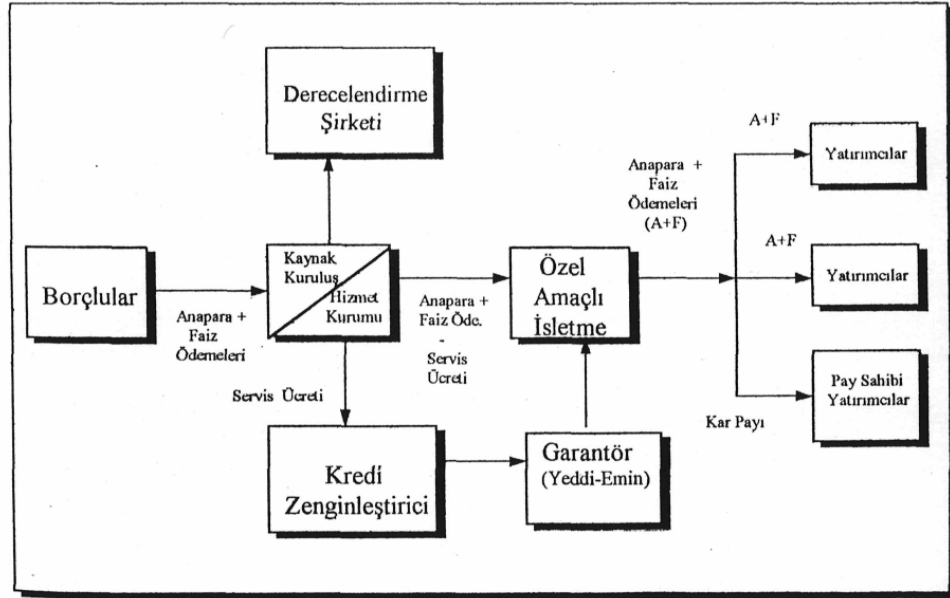 Derecelendirme
Şirketi
A+F
Yatırımcılar
Anapara +
Faiz
Ödemeleri
(A+F)
Borçlular
Anapara +
Faiz
Ödemeleri
Kaynak
Kuruluş
Hizmet
Kurumu
Anapara +
Faiz Öde.
-
Servis
Ücreti
Özel
Amaçlı
İşletme
A+F
Yatırımcılar
Servis Ücreti
Kredi
Zenginleştirici
Garantör
(Yeddi-Emin)
Kar Payı
Pay Sahibi
Yatırımcılar